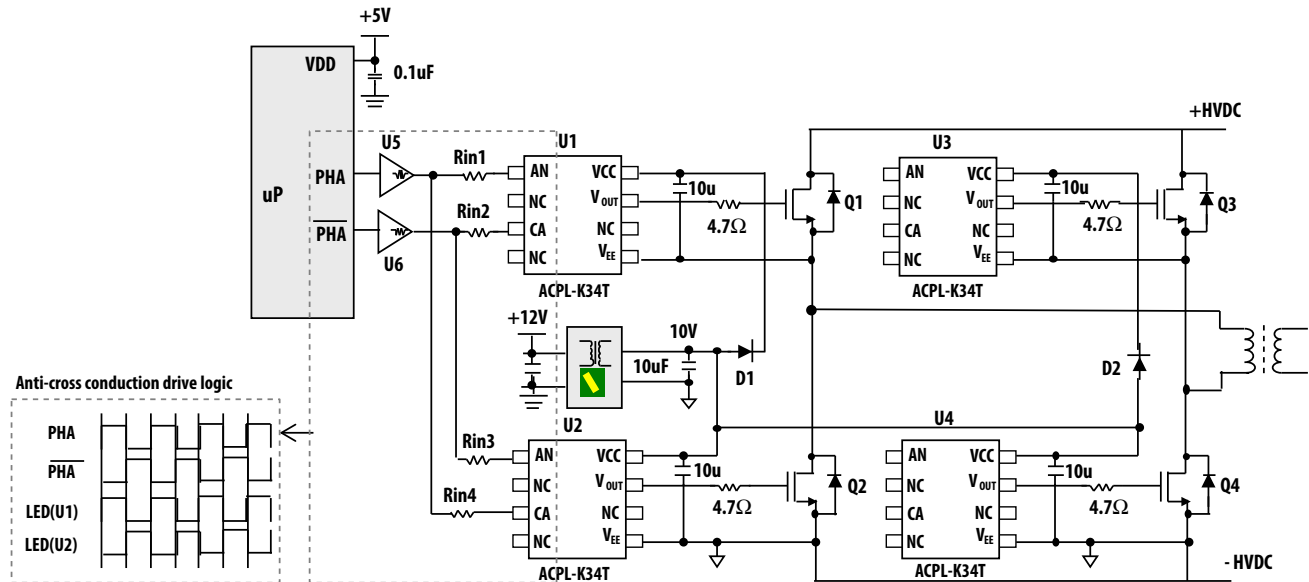 +5V
VDD
0.1uF
+HVDC
U5
U1
U3
Rin1
AN
VCC
AN
VCC
PHA
10u
10u
uP
NC
VOUT
Q1
NC
VOUT
Q3
Rin2
4.7Ω
4.7Ω
PHA
CA
NC
CA
NC
U6
NC
VEE
NC
VEE
ACPL-K34T
ACPL-K34T
+12V
10V
10uF
D1
D2
Anti-cross conduction drive logic
U2
U4
PHA
Rin3
AN
VCC
AN
VCC
PHA
10u
10u
NC
VOUT
Q2
NC
VOUT
Q4
Rin4
4.7Ω
4.7Ω
LED(U1)
CA
NC
CA
NC
LED(U2)
NC
VEE
NC
VEE
- HVDC
ACPL-K34T
ACPL-K34T